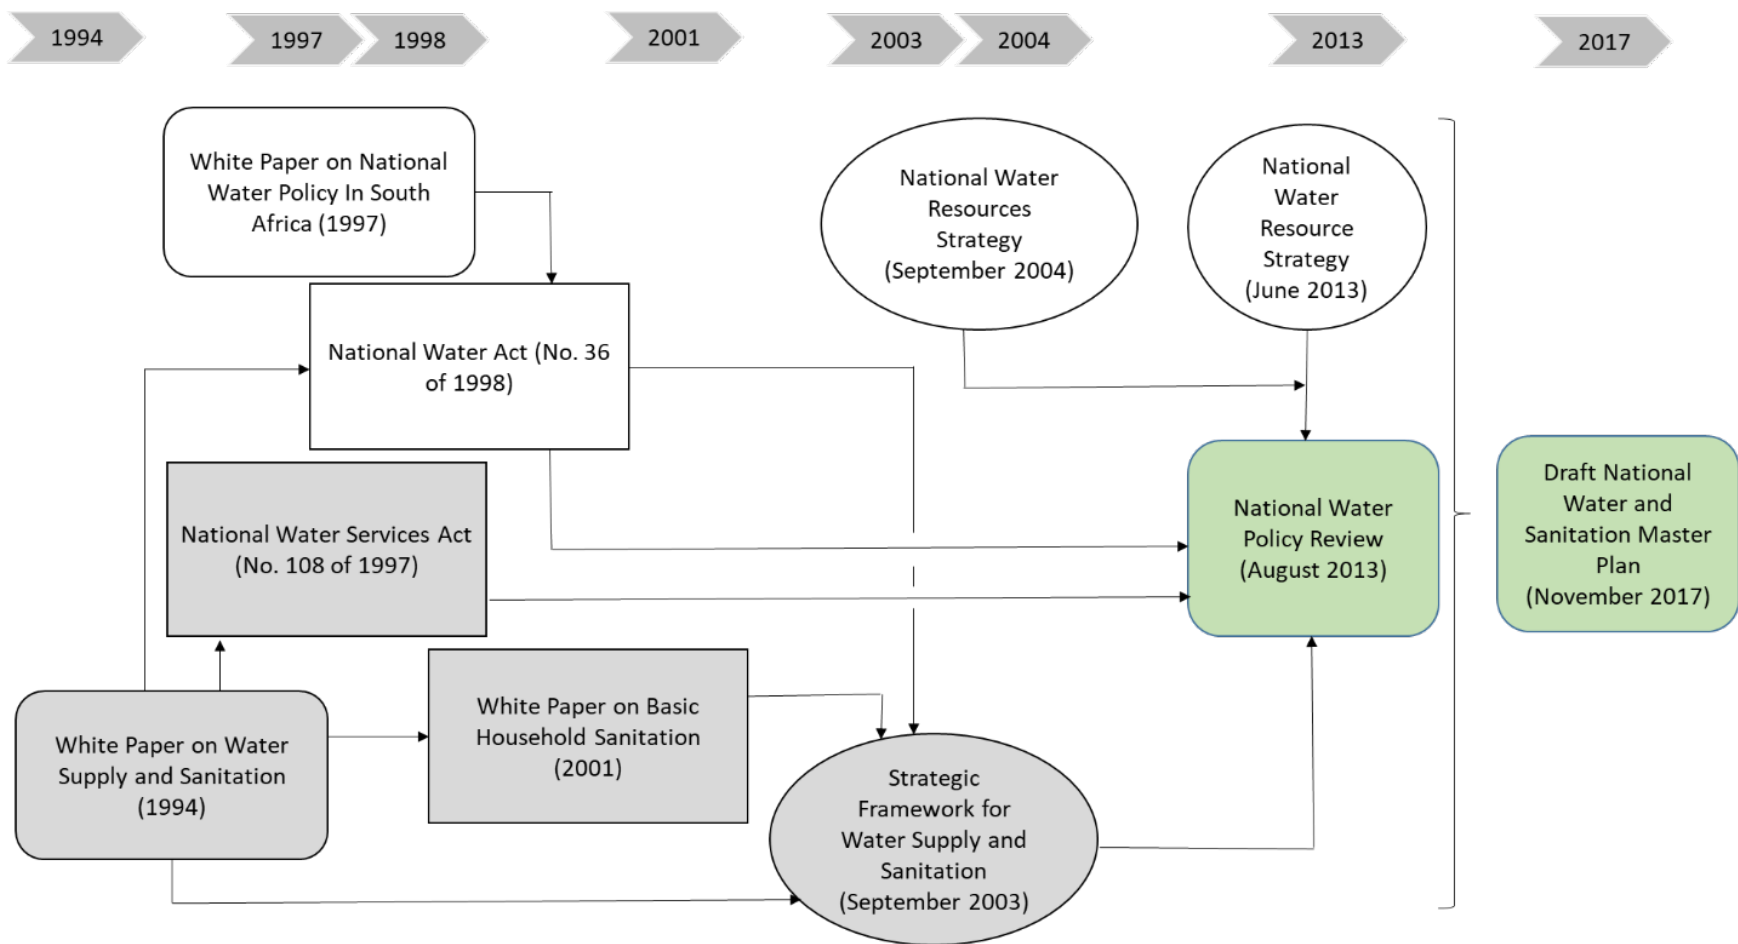 1994
1997
1998
2001
2003
2004
2013
2017
White Paper on National
Water Policy In South
Africa (1997)
National Water
Resources
Strategy
(September 2004)
National
Water
Resource
Strategy
(June 2013)
National Water Act (No. 36
of 1998)
National Water Services Act
(No. 108 of 1997)
National Water
Policy Review
(August 2013)
Draft National
Water and
Sanitation Master
Plan
(November 2017)
White Paper on Water
Supply and Sanitation
(1994)
White Paper on Basic
Household Sanitation
(2001)
Strategic
Framework for
Water Supply and
Sanitation
(September 2003)